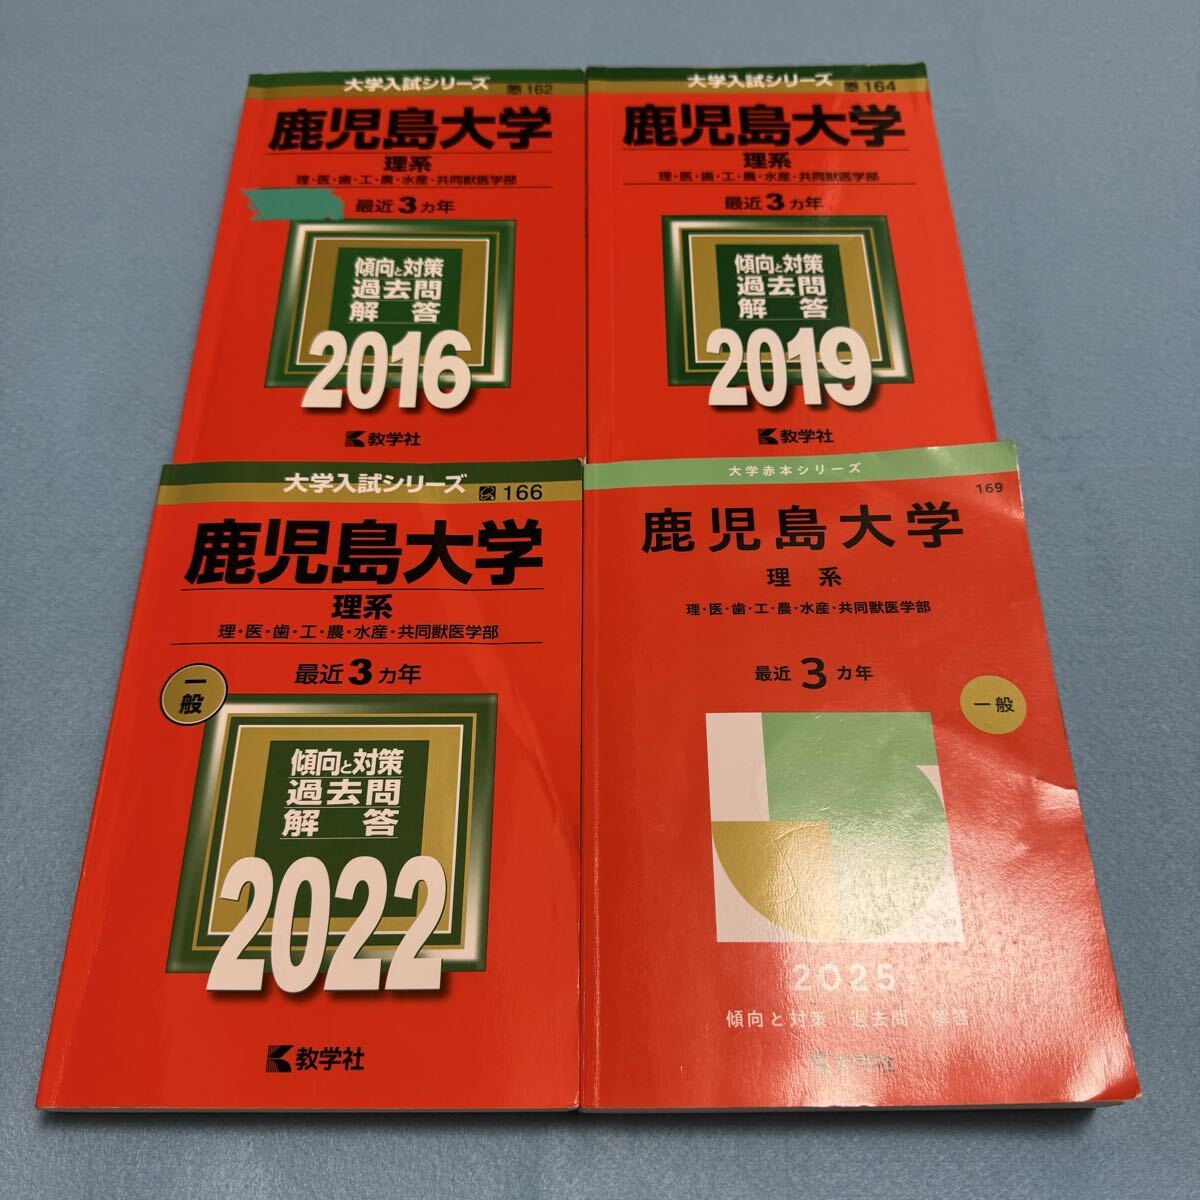 大学入試シリーズ
162
鹿児島大学
理系
理・医・歯・工・農・水産・共同獣医学部
最近3カ年
傾向と対策
過去問
解答
2016
教学社
大学入試シリーズ
164
鹿児島大学
理系
理・医・歯・工・農・水産・共同獣医学部
最近3カ年
傾向と対策
過去問
解答
2019
教学社
大学入試シリーズ
166
鹿児島大学
理系
理・医・歯・工・農・水産・共同獣医学部
最近3カ年
一般
傾向と対策
過去問
解答
2022
教学社
大学赤本シリーズ
169
鹿児島大学
理系
理・医・歯・工・農・水産・共同獣医学部
最近3カ年
一般
2025
傾向と対策 過去問 解答
教学社